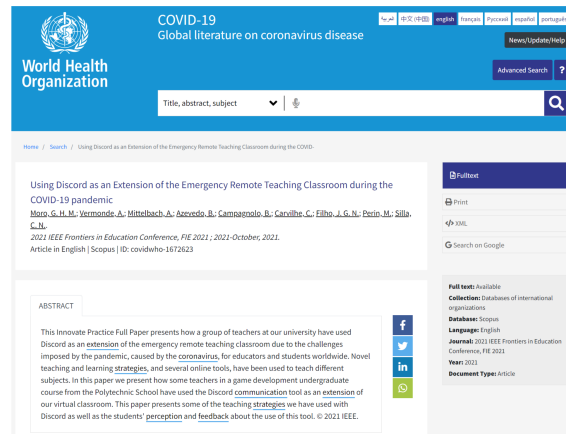 World Health
Organization
COVID-19
Global literature on coronavirus disease
العربية 中文 (中国) english français Русский español português
News/Update/Help
Advanced Search ?
Title, abstract, subject
Home / Search / Using Discord as an Extension of the Emergency Remote Teaching Classroom during the COVID-
Using Discord as an Extension of the Emergency Remote Teaching Classroom during the
COVID-19 pandemic
Moro, G. H. M.; Vermonde, A.; Mittelbach, A.; Azevedo, B.; Campagnolo, B.; Carvilhe, C.; Filho, J. G. N.; Perin, M.; Silla,
C. N..
2021 IEEE Frontiers in Education Conference, FIE 2021 ; 2021-October, 2021.
Article in English | Scopus | ID: covidwho-1672623
ABSTRACT
This Innovate Practice Full Paper presents how a group of teachers at our university have used
Discord as an extension of the emergency remote teaching classroom due to the challenges
imposed by the pandemic, caused by the coronavirus, for educators and students worldwide. Novel
teaching and learning strategies, and several online tools, have been used to teach different
subjects. In this paper we present how some teachers in a game development undergraduate
course from the Polytechnic School have used the Discord communication tool as an extension of
our virtual classroom. This paper presents some of the teaching strategies we have used with
Discord as well as the students' perception and feedback about the use of this tool. © 2021 IEEE.
f
in
Fulltext
Print
</> XML
G Search on Google
Full text: Available
Collection: Databases of international
organizations
Database: Scopus
Language: English
Journal: 2021 IEEE Frontiers in Education
Conference, FIE 2021
Year: 2021
Document Type: Article